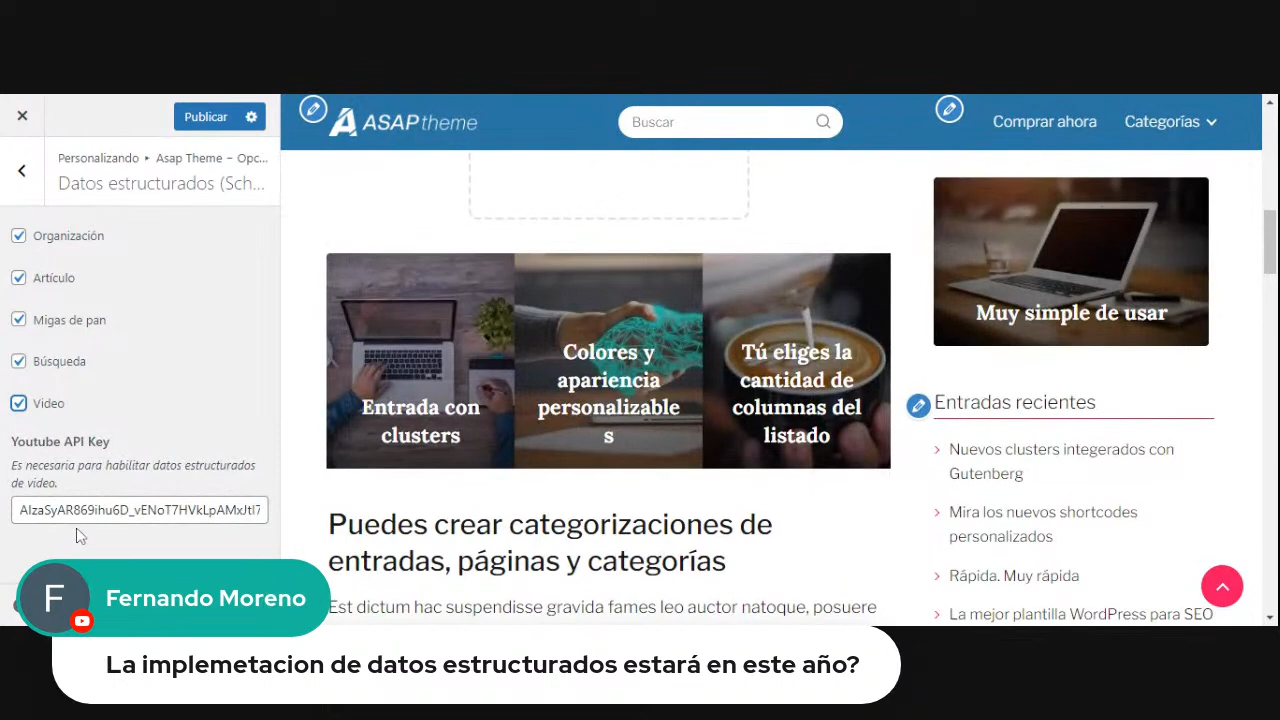 Publicar
ASAP theme
Buscar
Comprar ahora
Categorías
Personalizando ▸ Asap Theme – Opc...
Datos estructurados (Sch...
Organización
Artículo
Migas de pan
Búsqueda
Video
Youtube API Key
Es necesaria para habilitar datos estructurados
de video.
Entrada con
clusters
Colores y
apariencia
personalizable
s
Tú eliges la
cantidad de
columnas del
listado
Puedes crear categorizaciones de
entradas, páginas y categorías
Est dictum hac suspendisse gravida fames leo auctor natoque, posuere
Muy simple de usar
Entradas recientes
Nuevos clusters integerados con
Gutenberg
Mira los nuevos shortcodes
personalizados
Rápida. Muy rápida
La mejor plantilla WordPress para SEO
F
Fernando Moreno
La implemetacion de datos estructurados estará en este año?